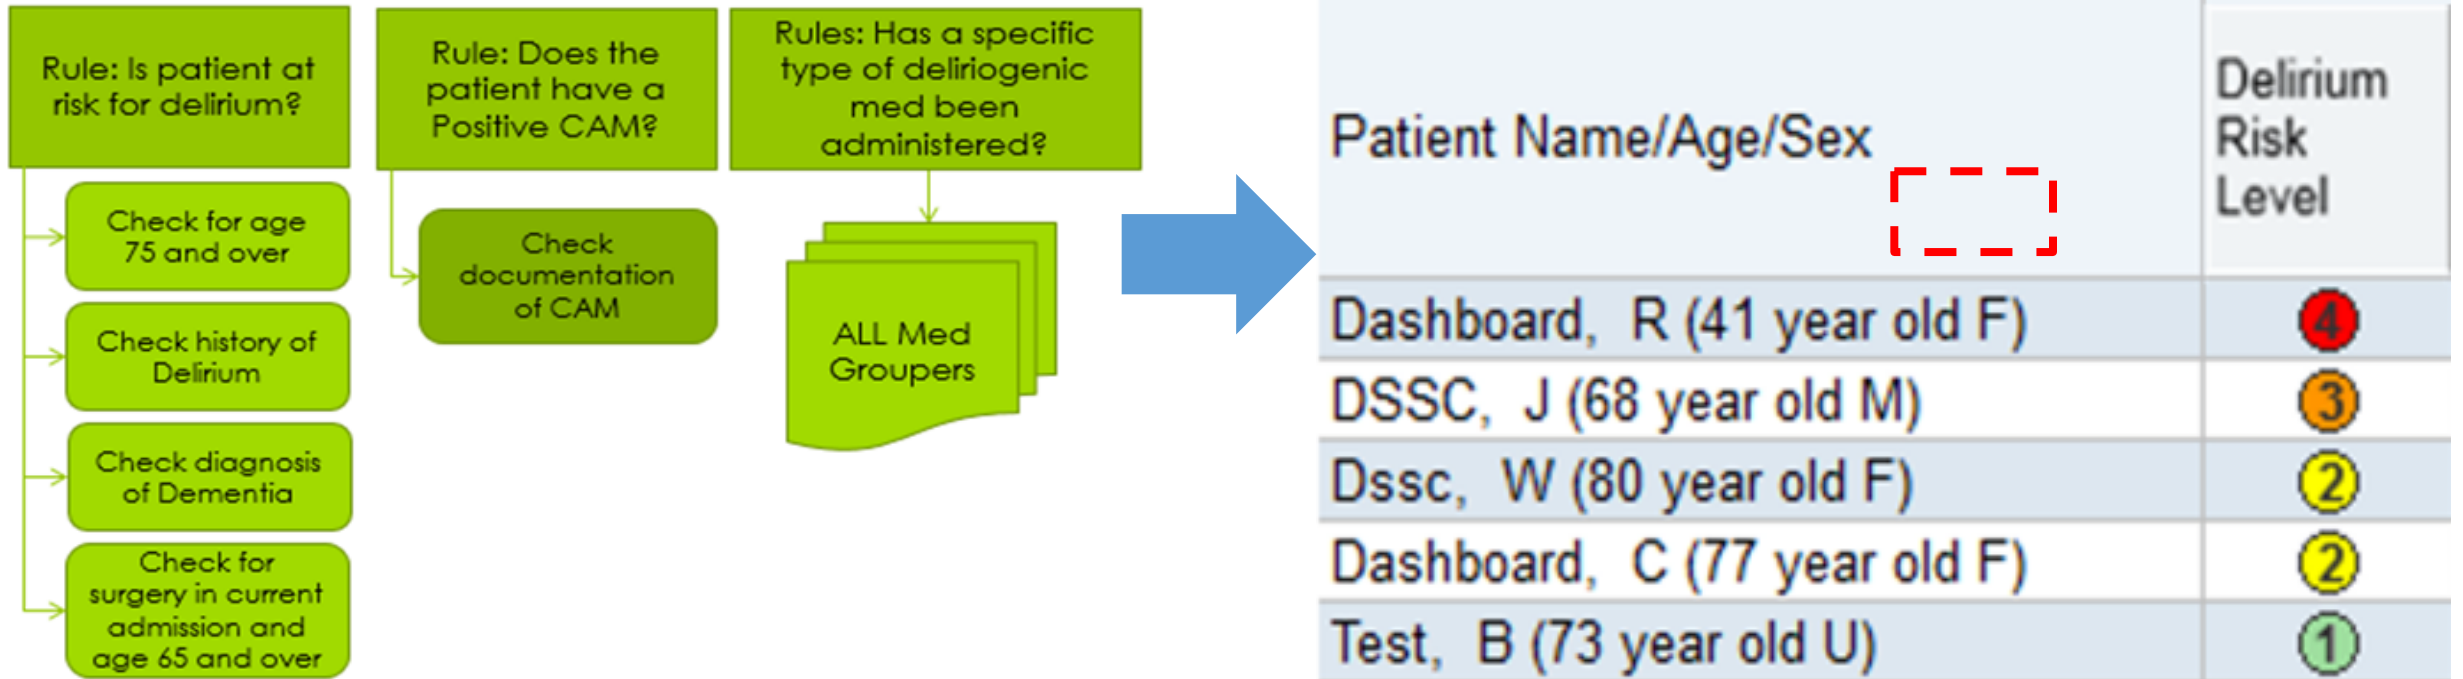 Rule: Is patient at
risk for delirium?
Check for age
75 and over
Check history of
Delirium
Check diagnosis
of Dementia
Check for
surgery in current
admission and
age 65 and over
Rule: Does the
patient have a
Positive CAM?
Check
documentation
of CAM
Rules: Has a specific
type of deliriogenic
med been
administered?
ALL Med
Groupers
Patient Name/Age/Sex
Delirium
Risk
Level
Dashboard, R (41 year old F) 4
DSSC, J (68 year old M) 3
Dssc, W (80 year old F) 2
Dashboard, C (77 year old F) 2
Test, B (73 year old U) 1